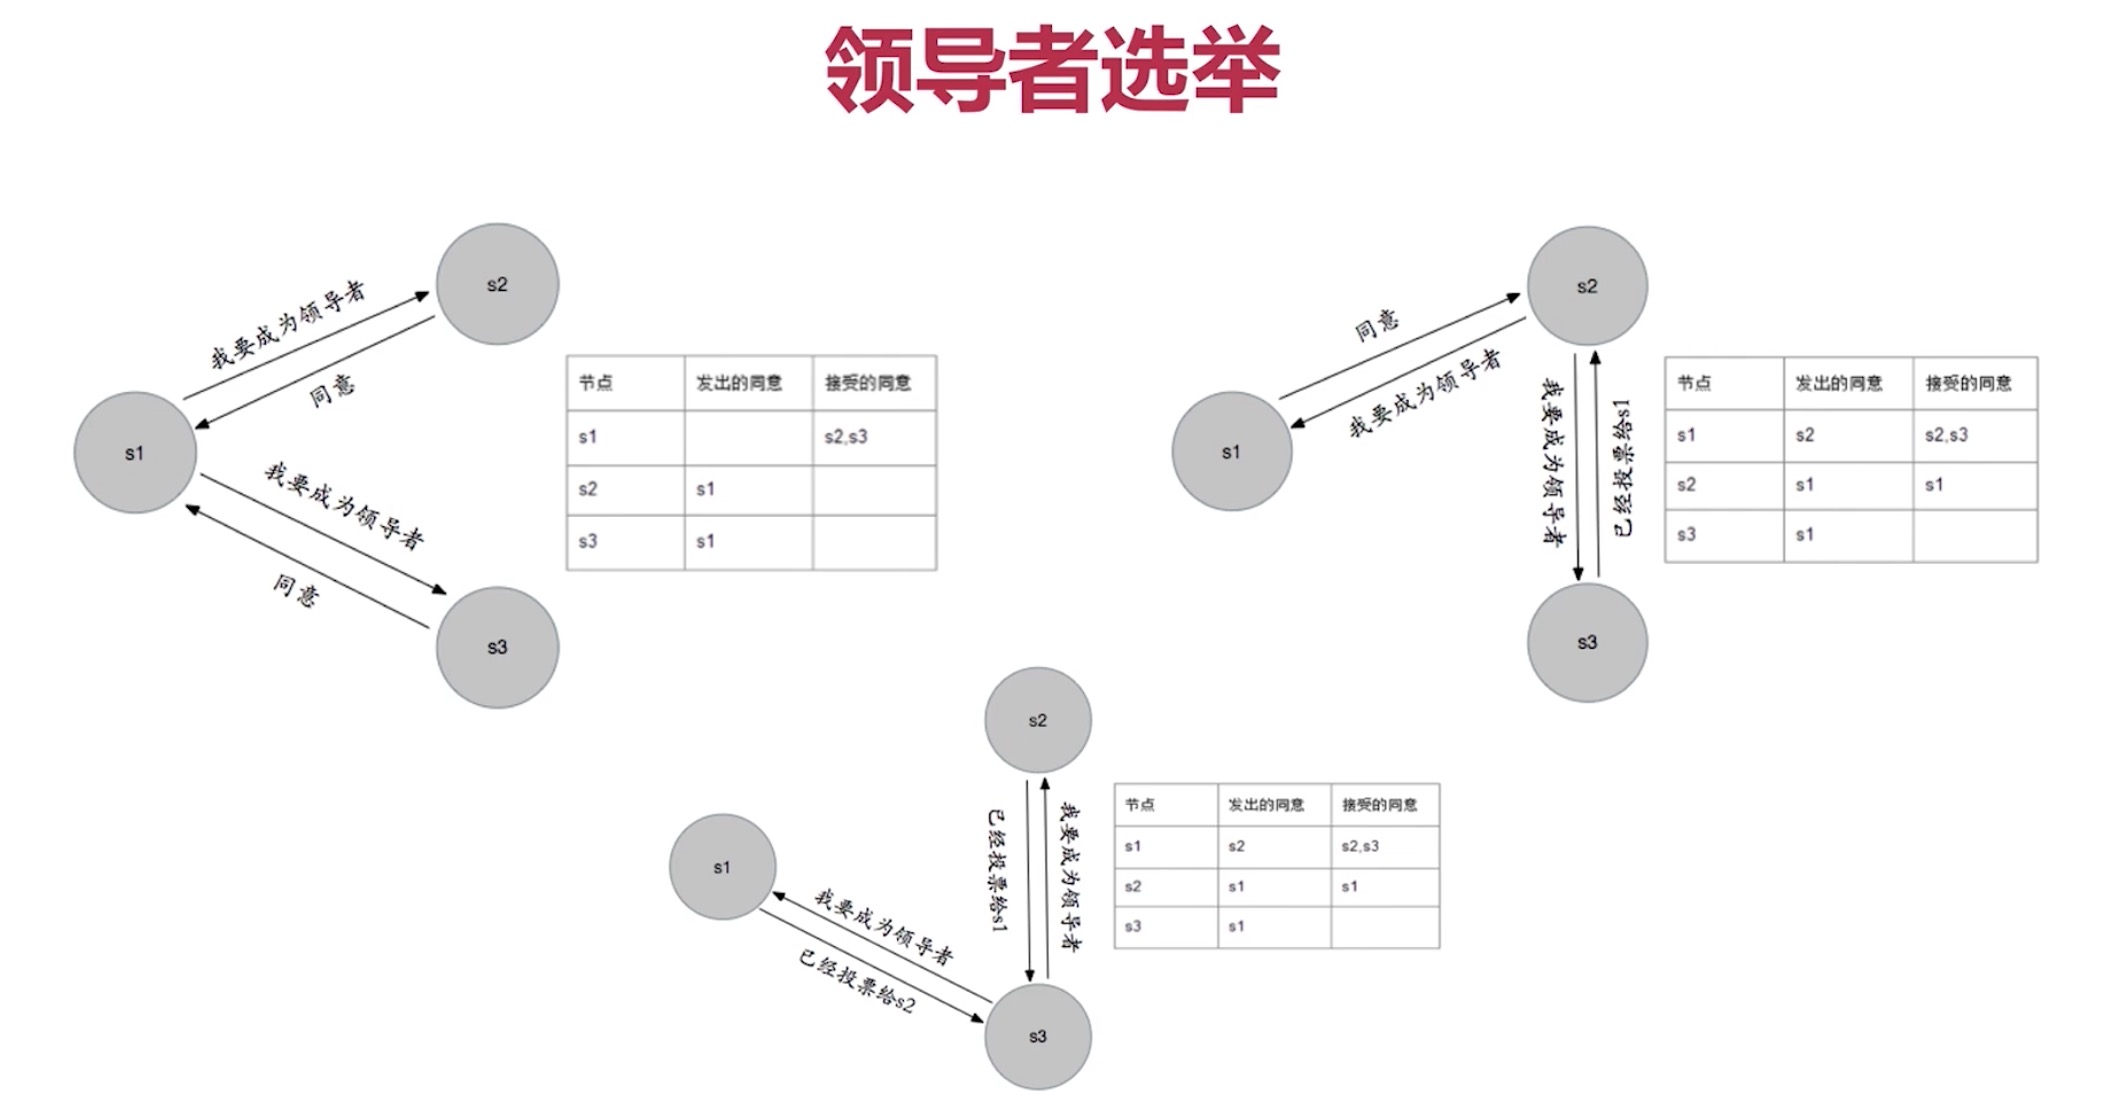 领导者选举
s2
我要成为领导者
同意
s1
我要成为领导者
同意
s3
节点 发出的同意 接受的同意
s1 s2,s3
s2 s1
s3 s1
s2
同意
我要成为领导者
s1
我要成为领导者
已经投票给s1
s3
节点 发出的同意 接受的同意
s1 s2 s2,s3
s2 s1 s1
s3 s1
s2
已经投票给s1
我要成为领导者
s1
我要成为领导者
已经投票给s2
s3
节点 发出的同意 接受的同意
s1 s2 s2,s3
s2 s1 s1
s3 s1